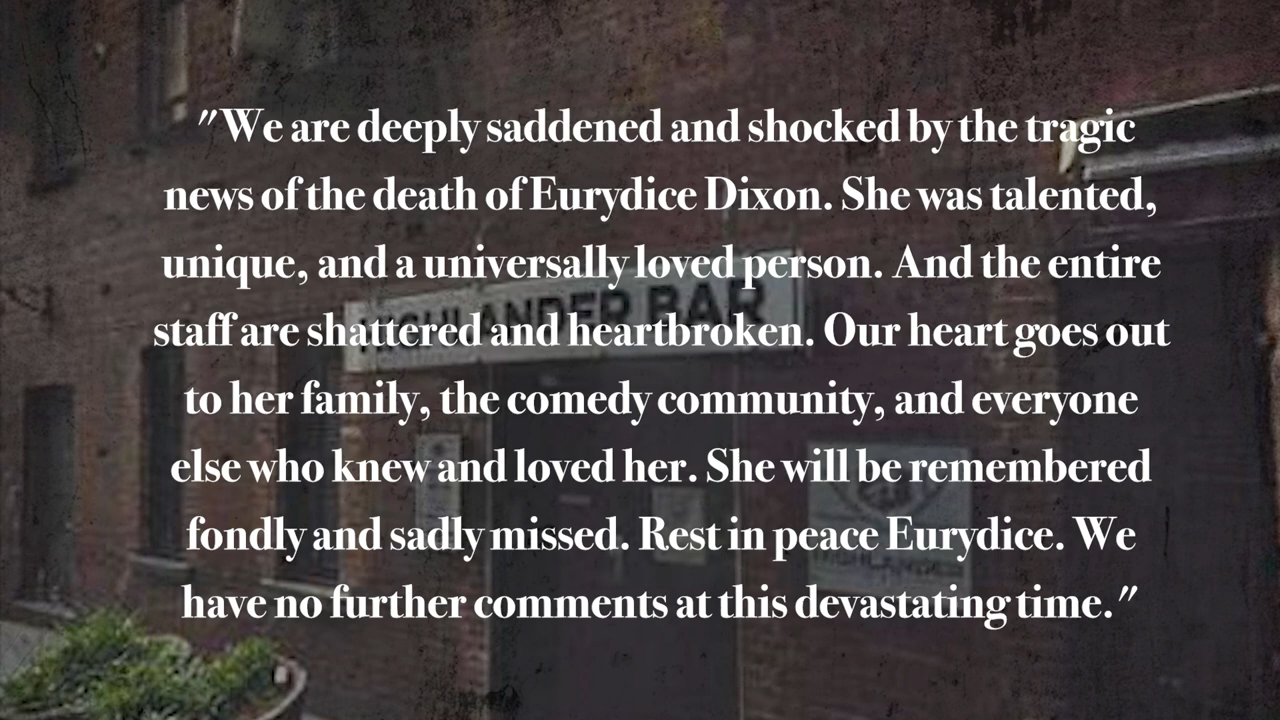 "We are deeply saddened and shocked by the tragic
news of the death of Eurydice Dixon. She was talented,
unique, and a universally loved person. And the entire
staff are shattered and heartbroken. Our heart goes out
to her family, the comedy community, and everyone
else who knew and loved her. She will be remembered
fondly and sadly missed. Rest in peace Eurydice. We
have no further comments at this devastating time."
HIGHLANDER BAR